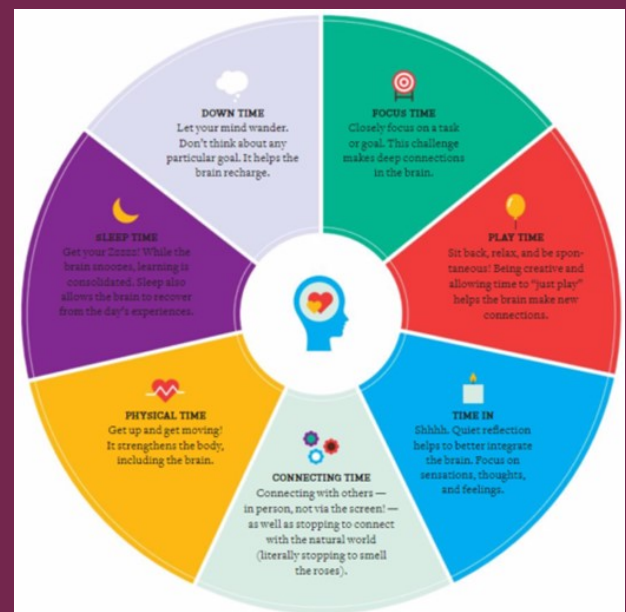 DOWN TIME
Let your mind wander.
Don't think about any
particular goal. It helps the
brain recharge.
FOCUS TIME
Closely focus on a task
or goal. This challenge
makes deep connections
in the brain.
PLAY TIME
Sit back, relax, and be spon-
taneous! Being creative and
allowing time to "just play"
helps the brain make new
connections.
TIME IN
Shhhh. Quiet reflection
helps to better integrate
the brain. Focus on
sensations, thoughts,
and feelings.
CONNECTING TIME
Connecting with others —
in person, not via the screen! —
as well as stopping to connect
with the natural world
(literally stopping to smell
the roses).
PHYSICAL TIME
Get up and get moving!
It strengthens the body,
including the brain.
SLEEP TIME
Get your Zzzzz! While the
brain snoozes, learning is
consolidated. Sleep also
allows the brain to recover
from the day's experiences.